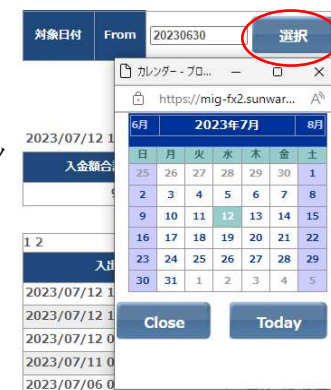 対象日付 From 20230630 選択
カレンダー - プロ...
https://mig-fx2.sunwar...
6月 2023年7月 8月
日 月 火 水 木 金 土
25 26 27 28 29 30 1
2 3 4 5 6 7 8
9 10 11 12 13 14 15
16 17 18 19 20 21 22
23 24 25 26 27 28 29
30 31 1 2 3 4 5
Close Today
2023/07/12 1
入金額合
1 2
2023/07/12 1
2023/07/12 1
2023/07/12 0
2023/07/11 0
2023/07/06 0